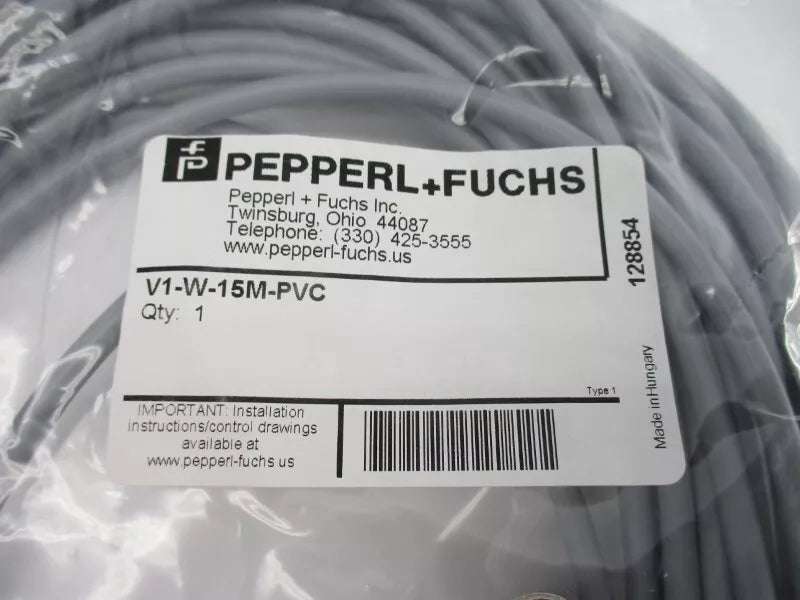 PEPPERL+FUCHS
Pepperl + Fuchs Inc.
Twinsburg, Ohio 44087
Telephone: (330) 425-3555
www.pepperl-fuchs.us
128854
V1-W-15M-PVC
Qty: 1
Type 1
Made in Hungary
IMPORTANT: Installation
instructions/control drawings
available at
www.pepperl-fuchs.us